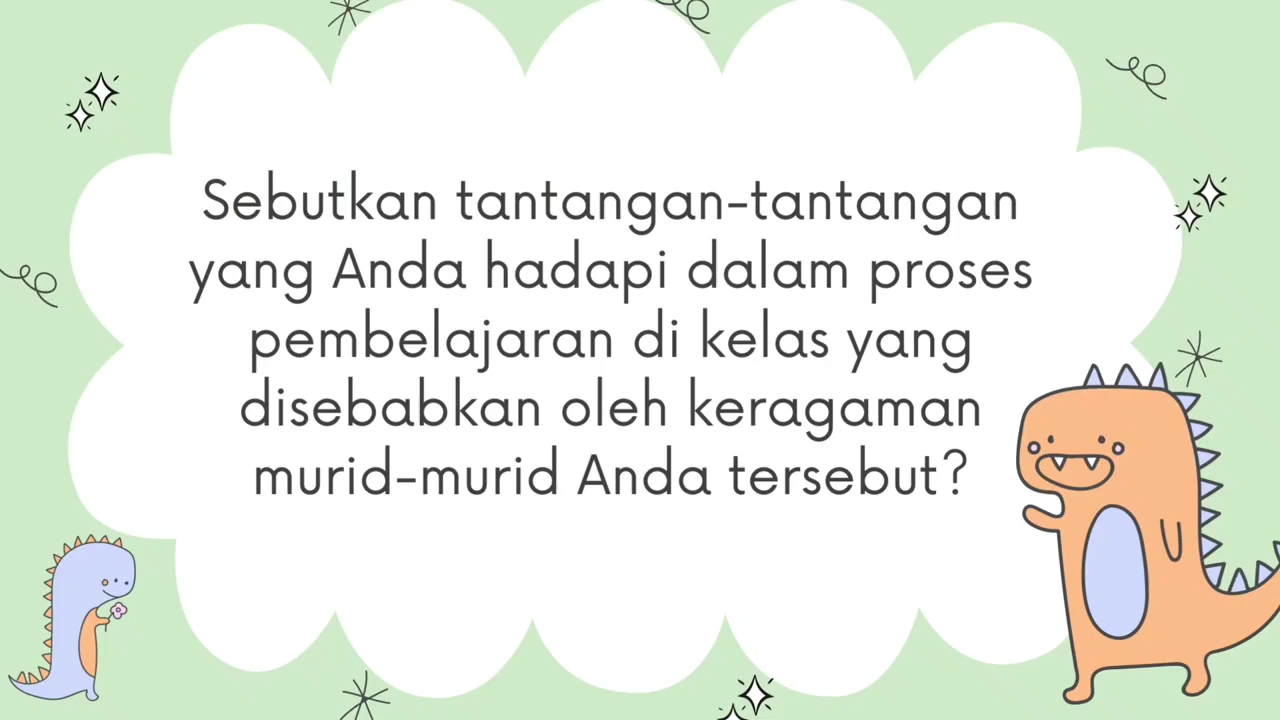 Sebutkan tantangan-tantangan
yang Anda hadapi dalam proses
pembelajaran di kelas yang
disebabkan oleh keragaman
murid-murid Anda tersebut?